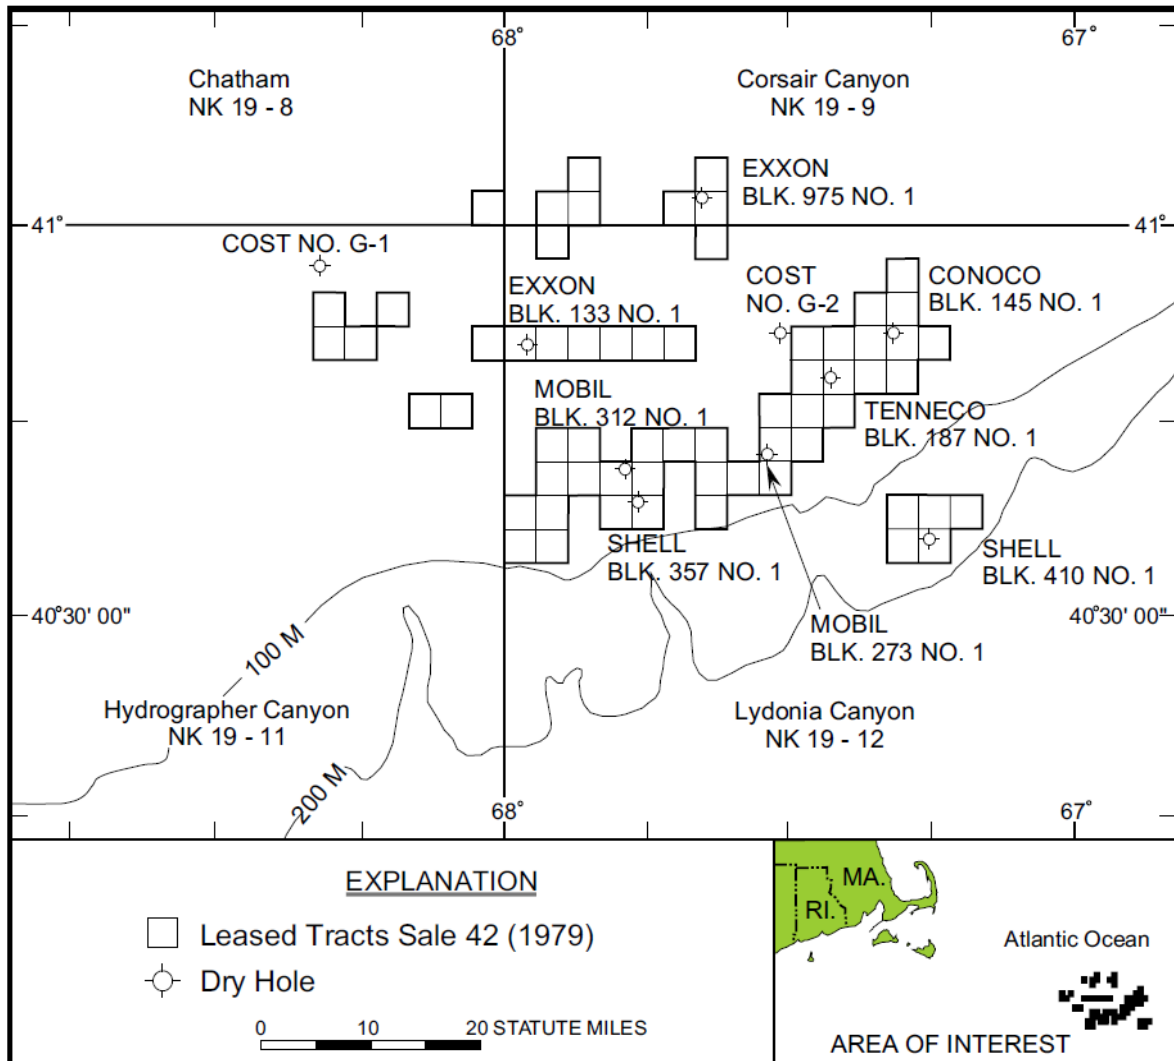 68°
67°
Chatham
NK 19 - 8
Corsair Canyon
NK 19 - 9
EXXON
BLK. 975 NO. 1
41°
41°
COST NO. G-1
EXXON
BLK. 133 NO. 1
COST
NO. G-2
CONOCO
BLK. 145 NO. 1
MOBIL
BLK. 312 NO. 1
TENNECO
BLK. 187 NO. 1
SHELL
BLK. 357 NO. 1
SHELL
BLK. 410 NO. 1
40°30' 00"
40°30' 00"
MOBIL
BLK. 273 NO. 1
100 M
Hydrographer Canyon
NK 19 - 11
Lydonia Canyon
NK 19 - 12
200 M
68°
67°
EXPLANATION
Leased Tracts Sale 42 (1979)
Dry Hole
0 10 20 STATUTE MILES
MA.
RI.
Atlantic Ocean
AREA OF INTEREST